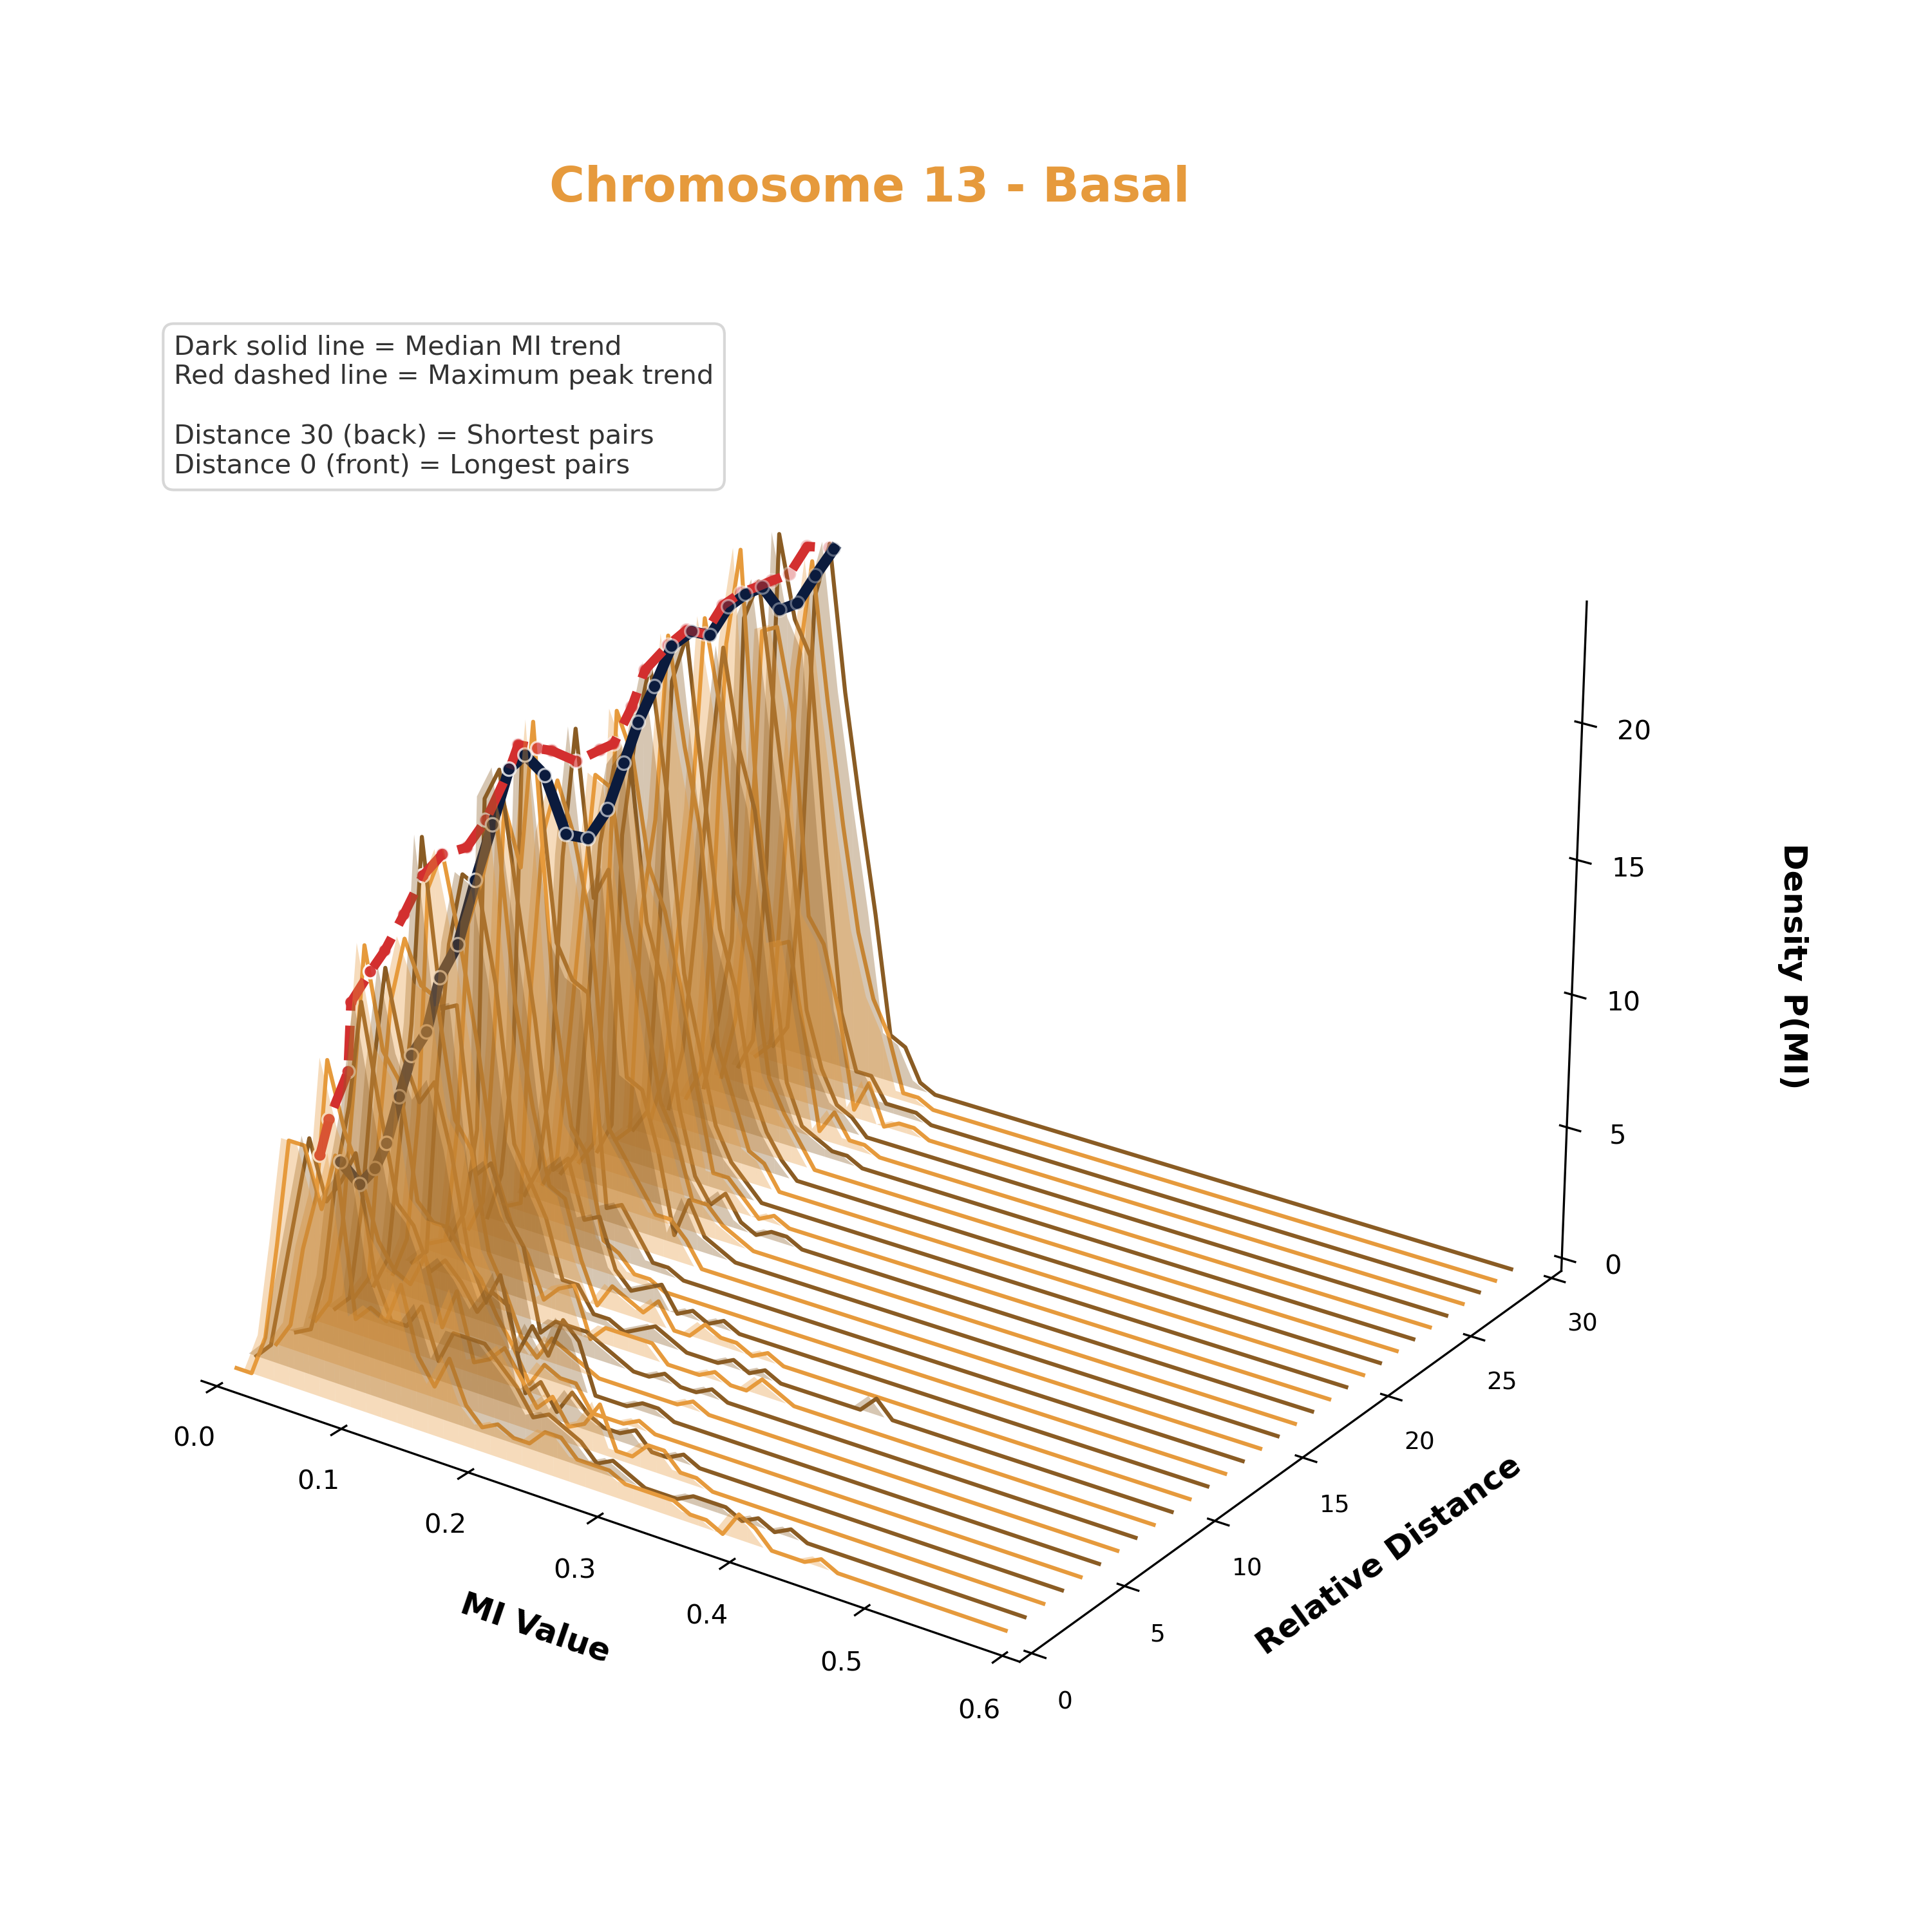 Chromosome 13 - Basal
Dark solid line = Median MI trend
Red dashed line = Maximum peak trend
Distance 30 (back) = Shortest pairs
Distance 0 (front) = Longest pairs
20
15
10
5
0
Density P(MI)
30
25
20
15
10
5
0
Relative Distance
0.0
0.1
0.2
0.3
0.4
0.5
0.6
MI Value